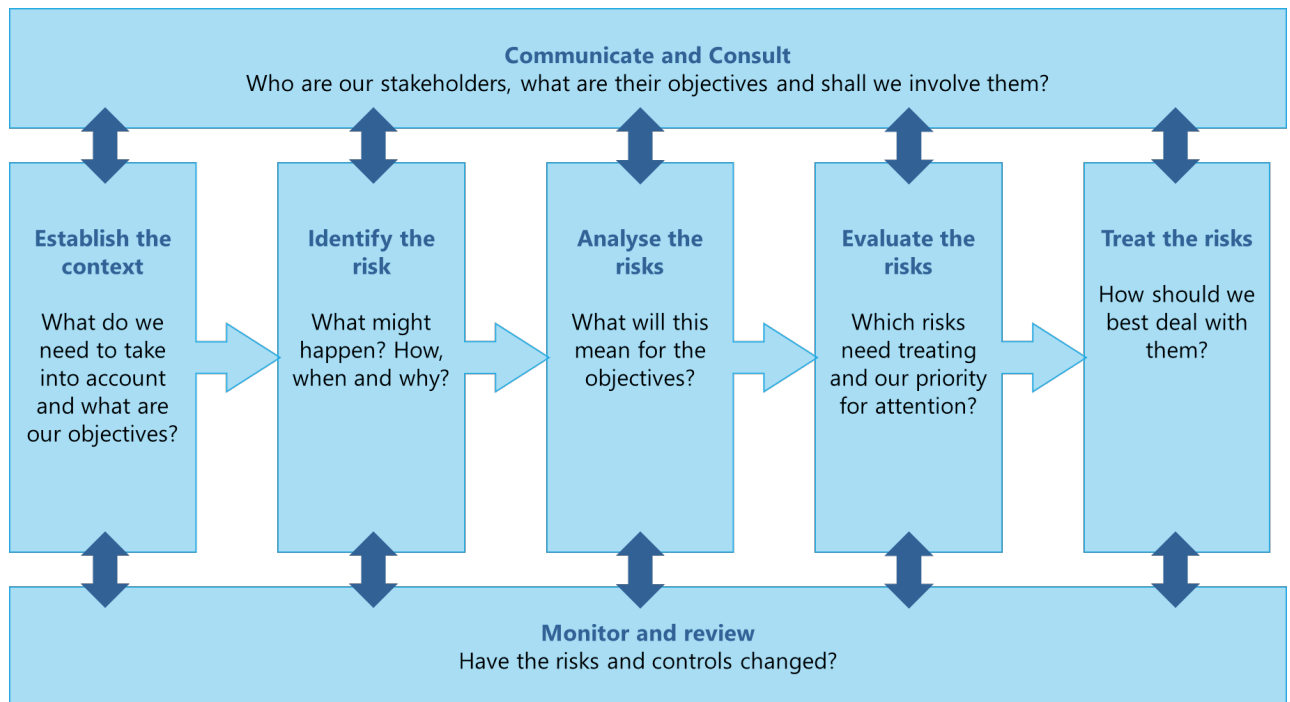 Communicate and Consult
Who are our stakeholders, what are their objectives and shall we involve them?
Establish the
context
What do we
need to take
into account
and what are
our objectives?
Identify the
risk
What might
happen? How,
when and why?
Analyse the
risks
What will this
mean for the
objectives?
Evaluate the
risks
Which risks
need treating
and our priority
for attention?
Treat the risks
How should we
best deal with
them?
Monitor and review
Have the risks and controls changed?